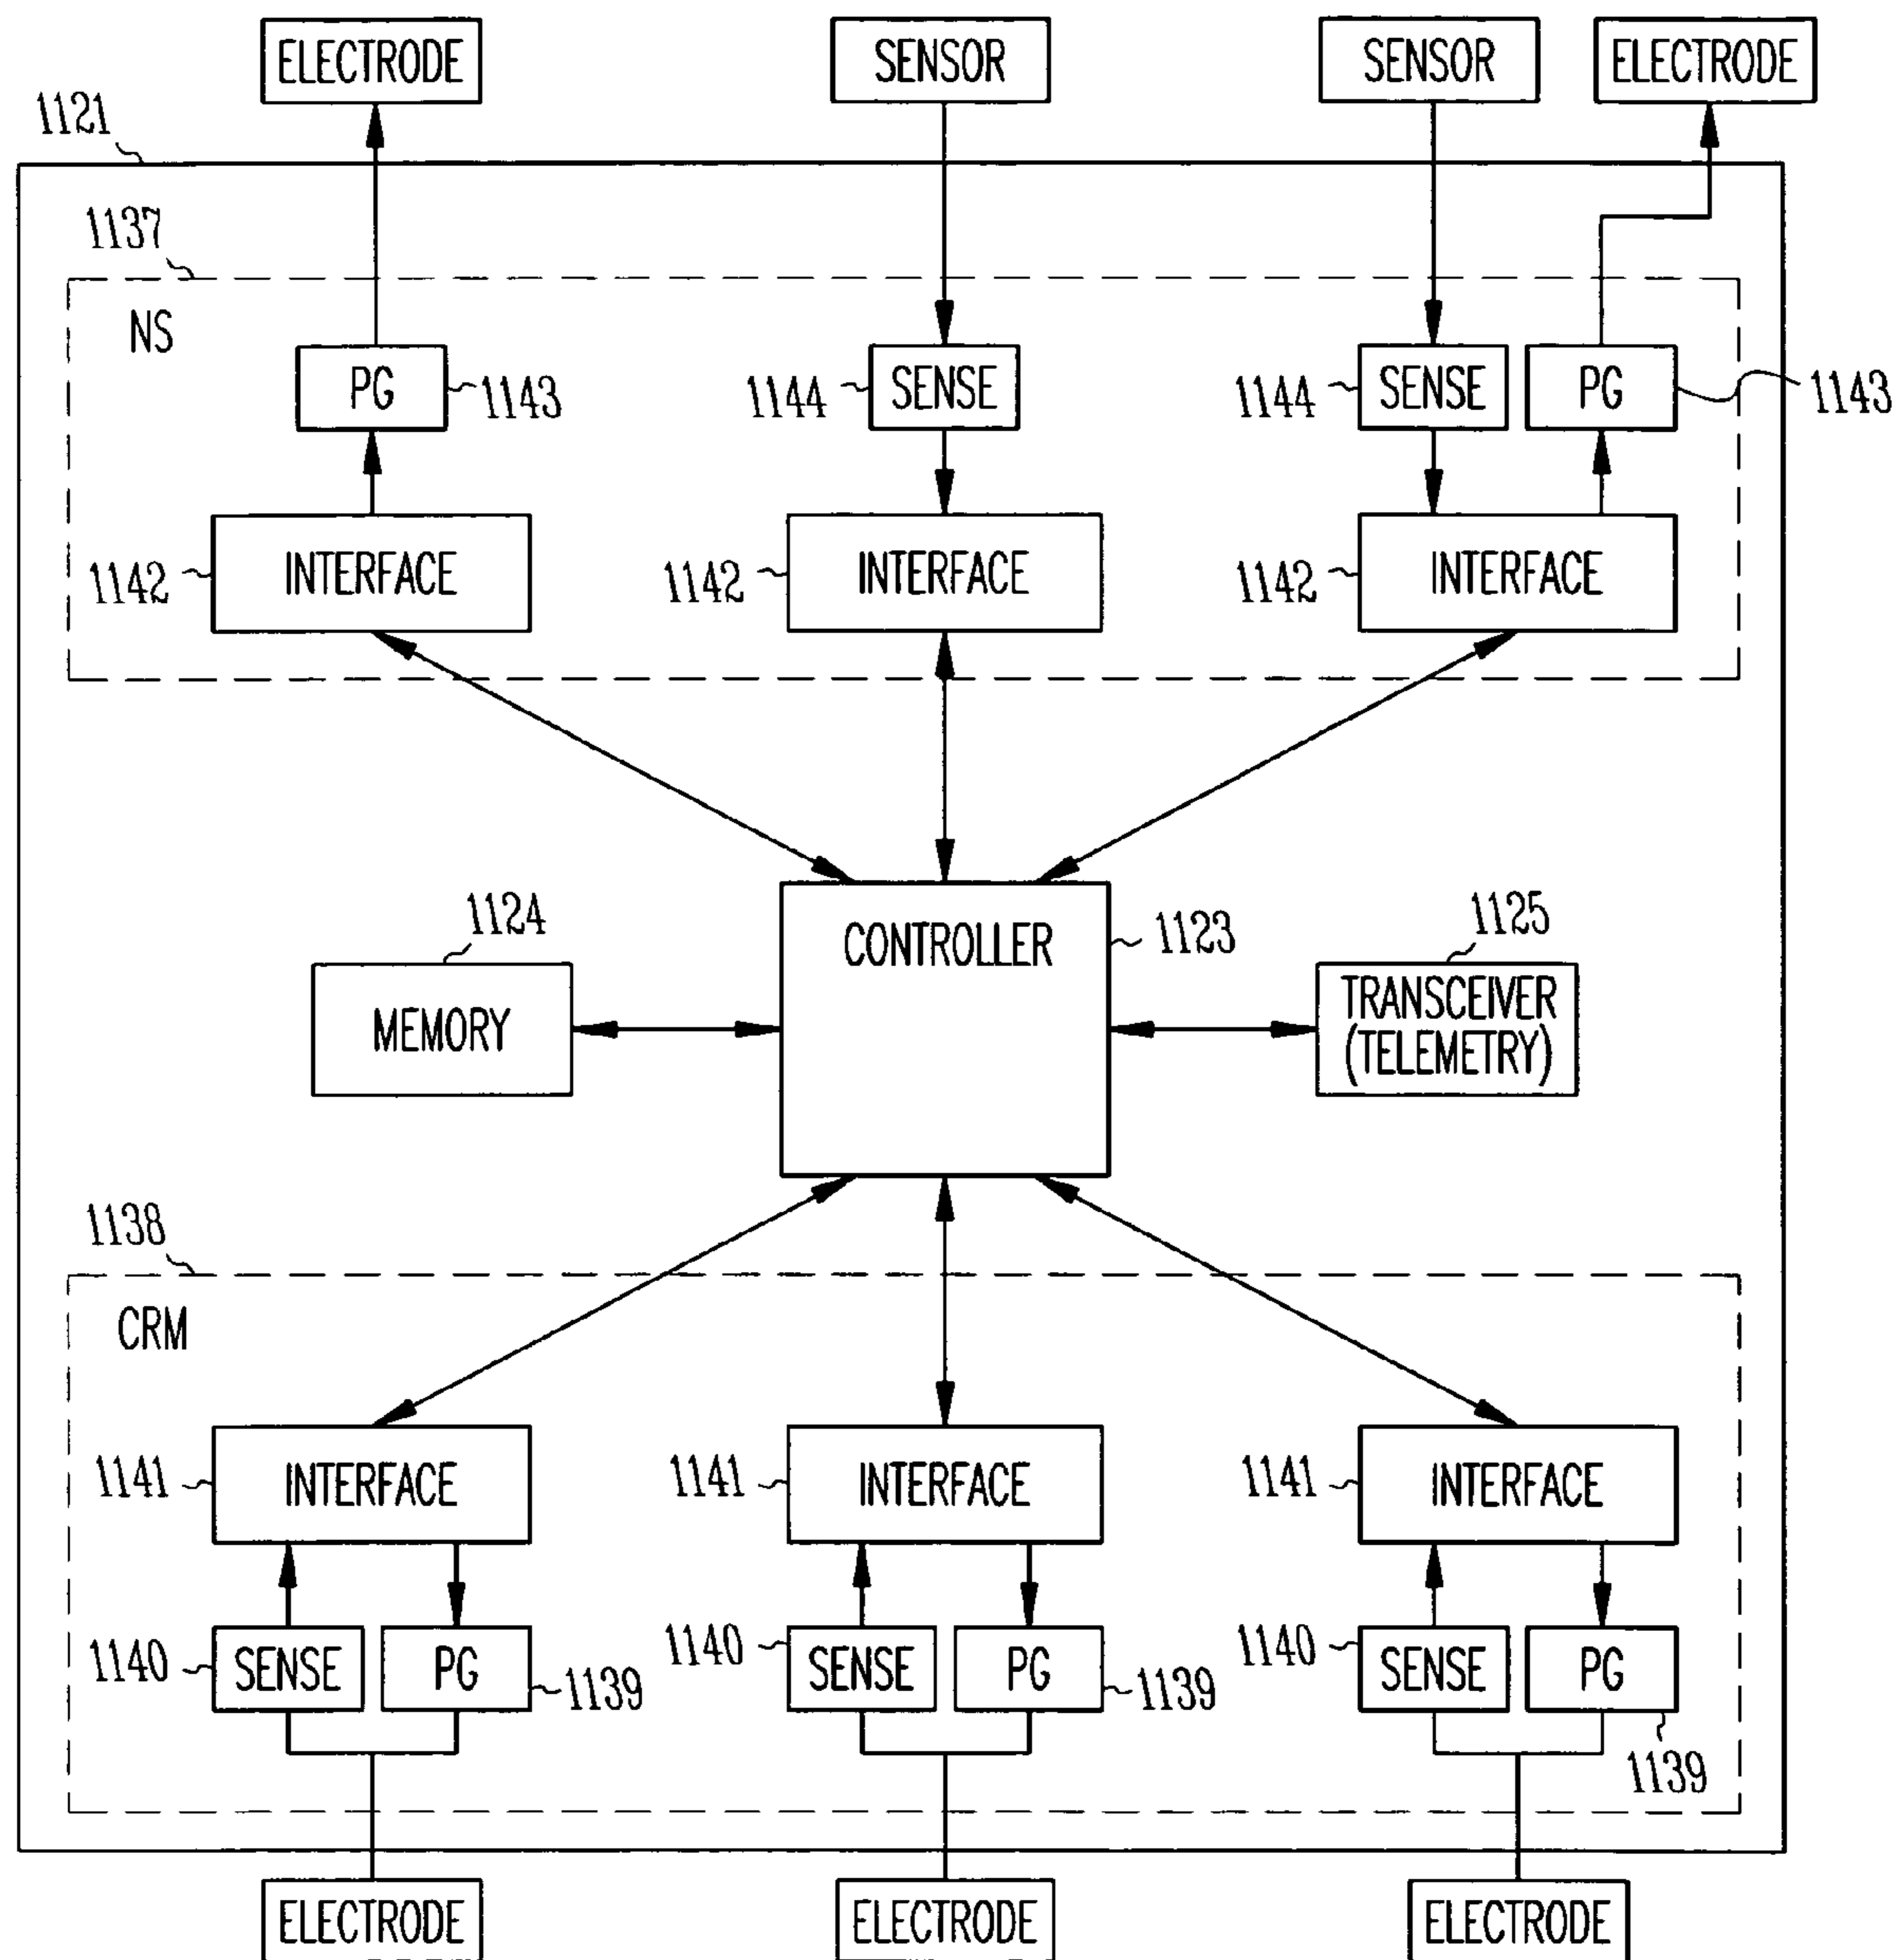 ELECTRODE
SENSOR
SENSOR
ELECTRODE
1121
1137
NS
PG
1143
1144
SENSE
1144
SENSE
PG
1143
1142
INTERFACE
1142
INTERFACE
1142
INTERFACE
1124
MEMORY
CONTROLLER
1123
1125
TRANSCEIVER
(TELEMETRY)
1138
CRM
1141
INTERFACE
1141
INTERFACE
1141
INTERFACE
1140
SENSE
PG
1139
1140
SENSE
PG
1139
1140
SENSE
PG
1139
ELECTRODE
ELECTRODE
ELECTRODE